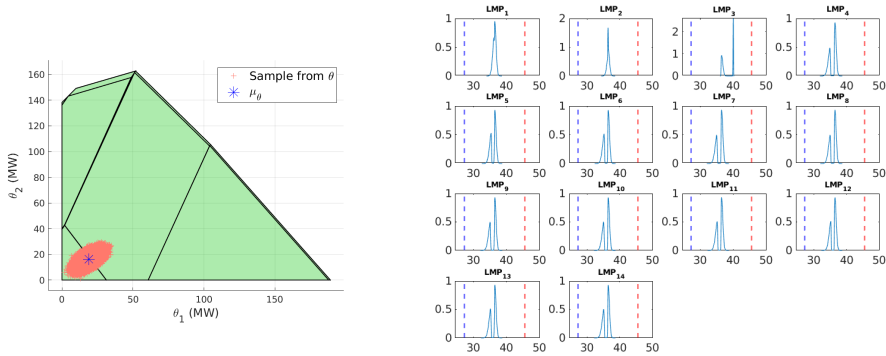 160
140
120
100
80
60
40
20
0
θ2 (MW)
0 50 100 150
θ1 (MW)
Sample from θ
μθ
LMP1
1
0.5
0
30 40 50
LMP2
2
1
0
30 40 50
LMP3
2
1
0
30 40 50
LMP4
1
0.5
0
30 40 50
LMP5
1
0.5
0
30 40 50
LMP6
1
0.5
0
30 40 50
LMP7
1
0.5
0
30 40 50
LMP8
1
0.5
0
30 40 50
LMP9
1
0.5
0
30 40 50
LMP10
1
0.5
0
30 40 50
LMP11
1
0.5
0
30 40 50
LMP12
1
0.5
0
30 40 50
LMP13
1
0.5
0
30 40 50
LMP14
1
0.5
0
30 40 50